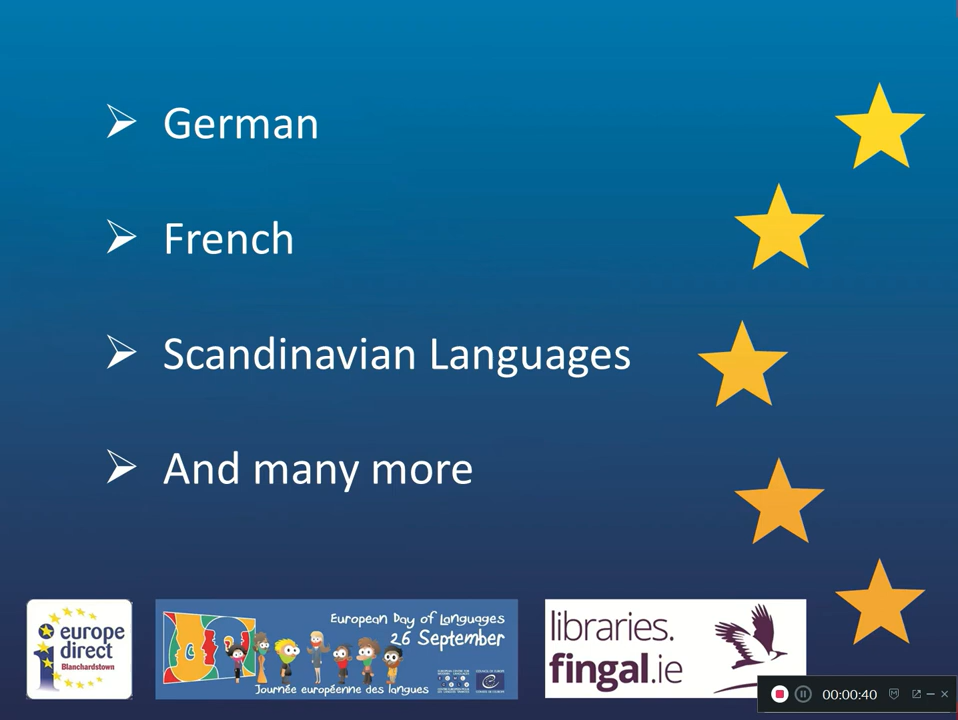 German
French
Scandinavian Languages
And many more
europe
direct
Blanchardstown
European Day of Languages
26 September
Journée européenne des langues
libraries.
fingal.ie
00:00:40